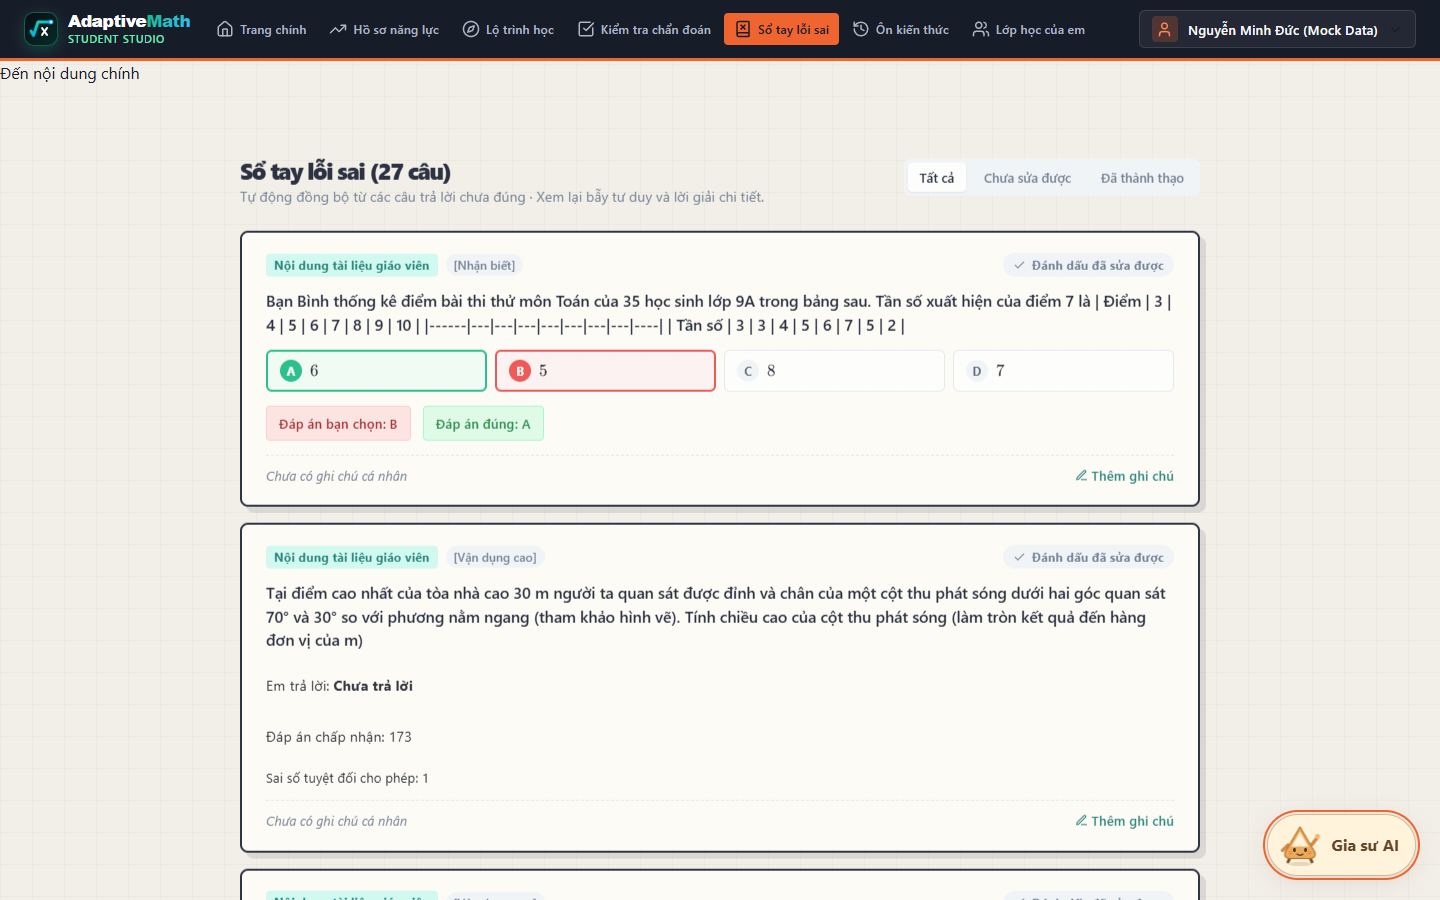 AdaptiveMath
STUDENT STUDIO
Trang chính
Hồ sơ năng lực
Lộ trình học
Kiểm tra chẩn đoán
Sổ tay lỗi sai
Ôn kiến thức
Lớp học của em
Nguyễn Minh Đức (Mock Data)
Đến nội dung chính
Sổ tay lỗi sai (27 câu)
Tự động đồng bộ từ các câu trả lời chưa đúng · Xem lại bẫy tư duy và lời giải chi tiết.
Tất cả
Chưa sửa được
Đã thành thạo
Nội dung tài liệu giáo viên
[Nhận biết]
Đánh dấu đã sửa được
Bạn Bình thống kê điểm bài thi thử môn Toán của 35 học sinh lớp 9A trong bảng sau. Tần số xuất hiện của điểm 7 là | Điểm | 3 |
4 | 5 | 6 | 7 | 8 | 9 | 10 | |------|---|---|---|---|---|---|---|----| | Tần số | 3 | 3 | 4 | 5 | 6 | 7 | 5 | 2 |
A 6
B 5
C 8
D 7
Đáp án bạn chọn: B
Đáp án đúng: A
Chưa có ghi chú cá nhân
Thêm ghi chú
Nội dung tài liệu giáo viên
[Vận dụng cao]
Đánh dấu đã sửa được
Tại điểm cao nhất của tòa nhà cao 30 m người ta quan sát được đỉnh và chân của một cột thu phát sóng dưới hai góc quan sát
70° và 30° so với phương nằm ngang (tham khảo hình vẽ). Tính chiều cao của cột thu phát sóng (làm tròn kết quả đến hàng
đơn vị của m)
Em trả lời: Chưa trả lời
Đáp án chấp nhận: 173
Sai số tuyệt đối cho phép: 1
Chưa có ghi chú cá nhân
Thêm ghi chú
Gia sư AI